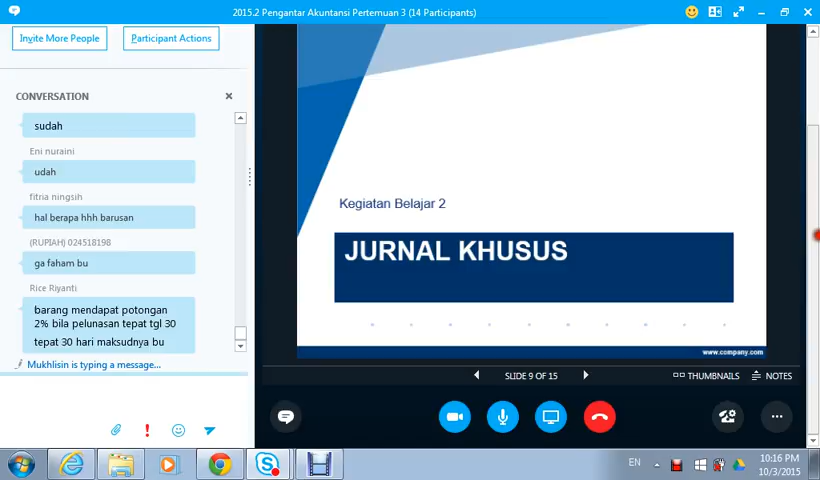 2015.2 Pengantar Akuntansi Pertemuan 3 (14 Participants)
Invite More People
Participant Actions
CONVERSATION
sudah
Eni nuraini
udah
fitria ningsih
hal berapa hhh barusan
(RUPIAH) 024518198
ga faham bu
Rice Riyanti
barang mendapat potongan
2% bila pelunasan tepat tgl 30
tepat 30 hari maksudnya bu
Mukhlisin is typing a message...
Kegiatan Belajar 2
JURNAL KHUSUS
www.company.com
SLIDE 9 OF 15
THUMBNAILS
NOTES
EN
10:16 PM
10/3/2015